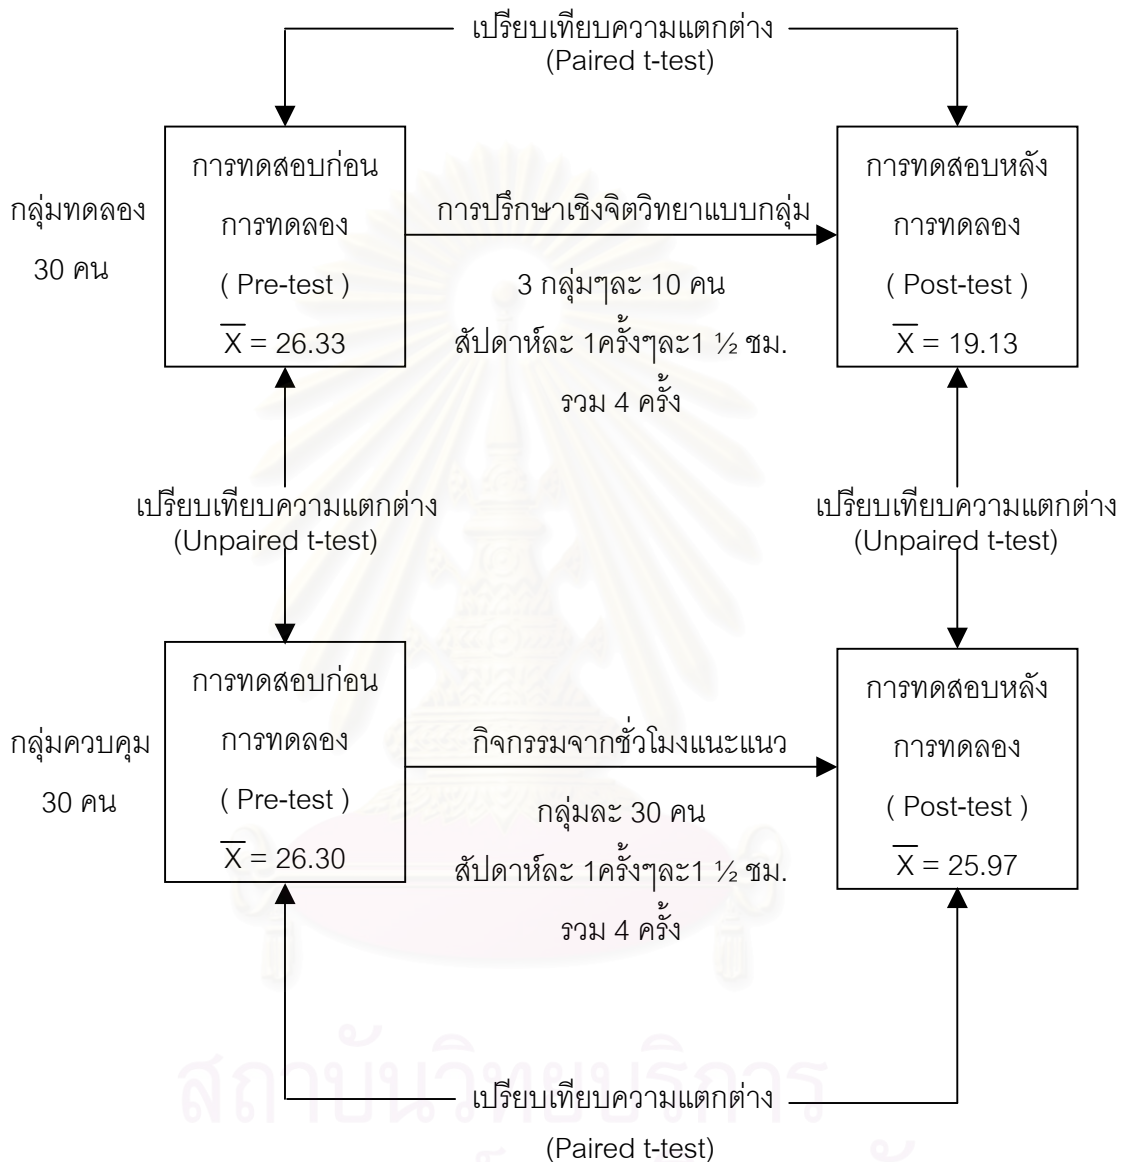 เปรียบเทียบความแตกต่าง
(Paired t-test)
กลุ่มทดลอง
30 คน
การทดสอบก่อน
การทดลอง
( Pre-test )
X̅ = 26.33
การปรึกษาเชิงจิตวิทยาแบบกลุ่ม
3 กลุ่มๆละ 10 คน
สัปดาห์ละ 1ครั้งๆละ1 ½ ชม.
รวม 4 ครั้ง
การทดสอบหลัง
การทดลอง
( Post-test )
X̅ = 19.13
เปรียบเทียบความแตกต่าง
(Unpaired t-test)
เปรียบเทียบความแตกต่าง
(Unpaired t-test)
กลุ่มควบคุม
30 คน
การทดสอบก่อน
การทดลอง
( Pre-test )
X̅ = 26.30
กิจกรรมจากชั่วโมงแนะแนว
กลุ่มละ 30 คน
สัปดาห์ละ 1ครั้งๆละ1 ½ ชม.
รวม 4 ครั้ง
การทดสอบหลัง
การทดลอง
( Post-test )
X̅ = 25.97
สถาบันวิทยบริการ
เปรียบเทียบความแตกต่าง
(Paired t-test)